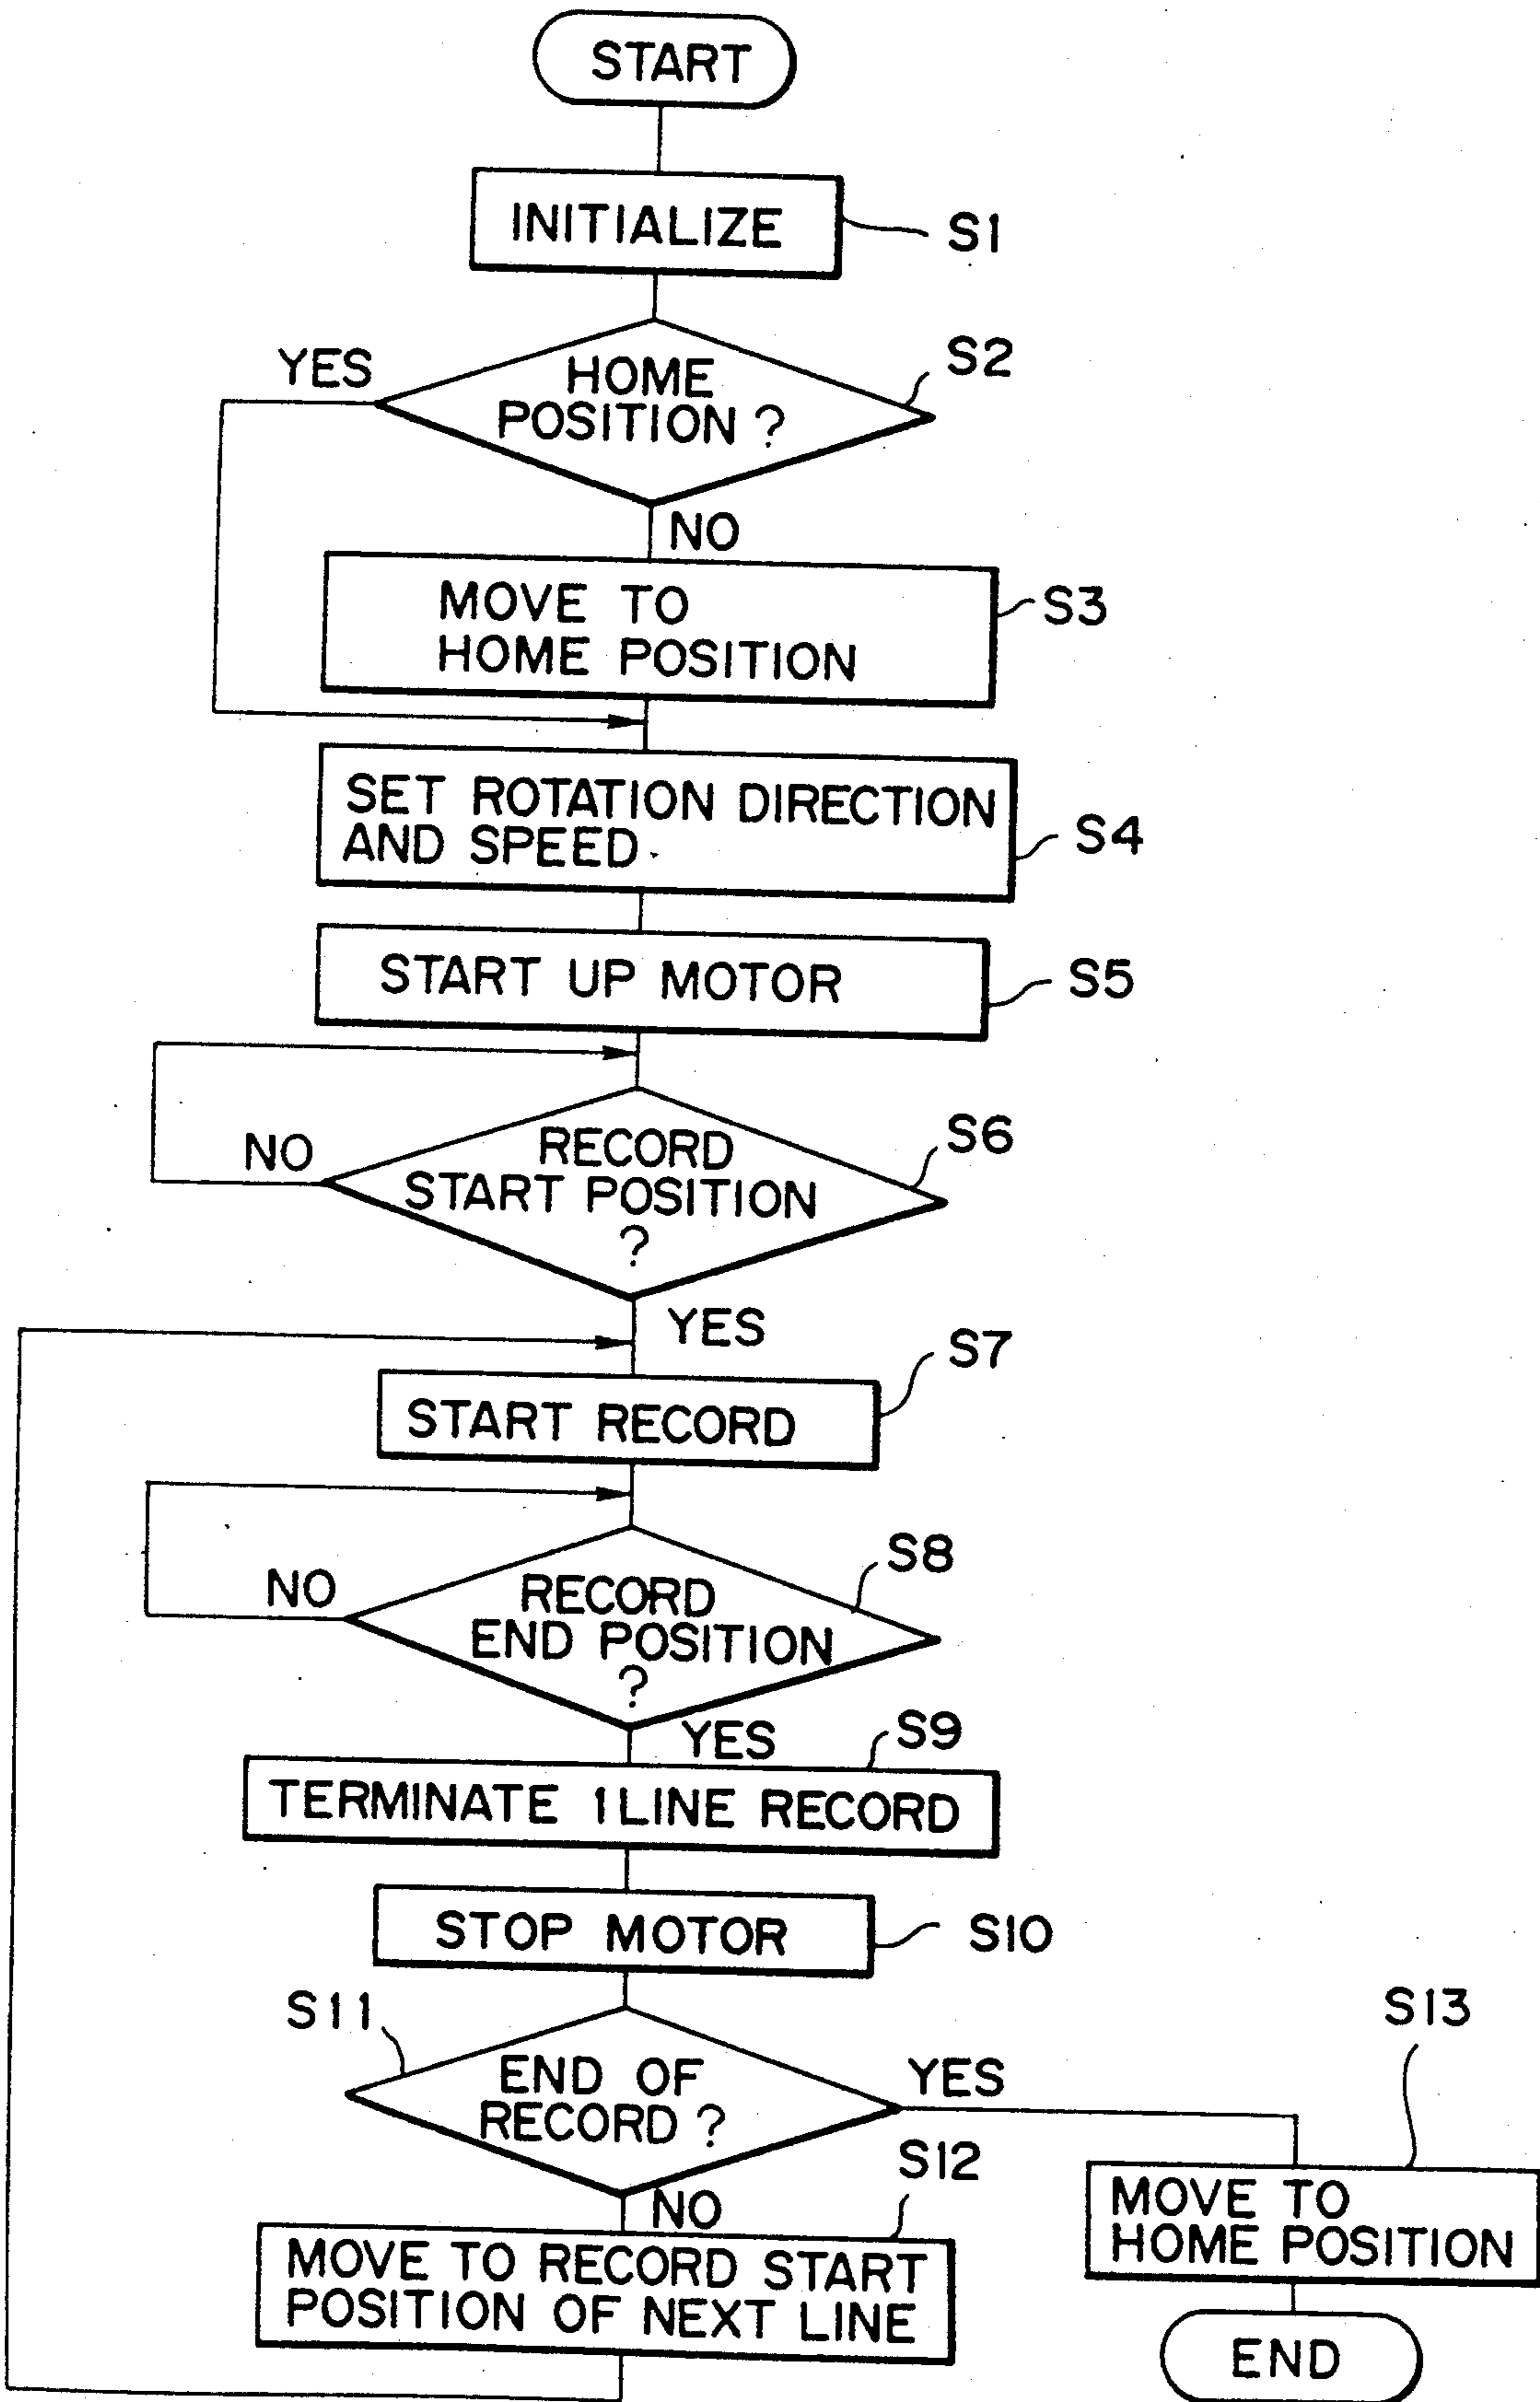 START
INITIALIZE
S1
YES
HOME
POSITION ?
S2
NO
MOVE TO
HOME POSITION
S3
SET ROTATION DIRECTION
AND SPEED
S4
START UP MOTOR
S5
NO
RECORD
START POSITION
?
S6
YES
START RECORD
S7
NO
RECORD
END POSITION
?
S8
YES
TERMINATE 1 LINE RECORD
S9
STOP MOTOR
S10
S11
END OF
RECORD ?
YES
S13
NO
S12
MOVE TO RECORD START
POSITION OF NEXT LINE
MOVE TO
HOME POSITION
END